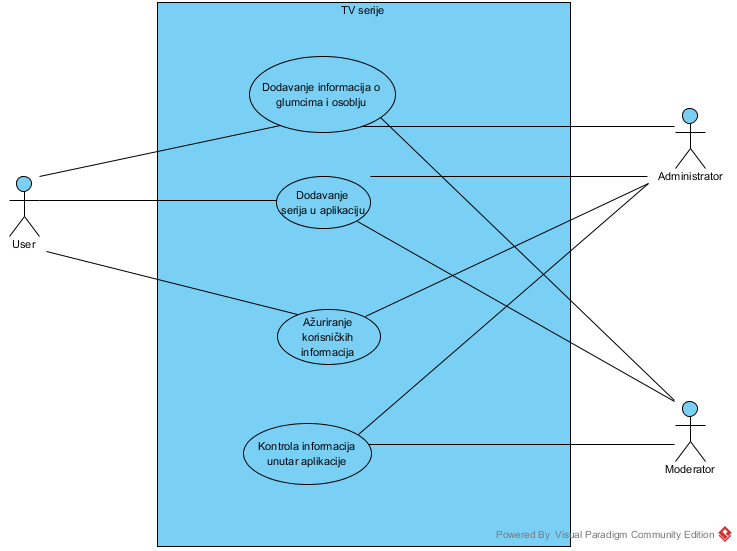 TV serije
Dodavanje informacija o
glumcima i osoblju
Administrator
Dodavanje
serija u aplikaciju
User
Ažuriranje
korisničkih
informacija
Kontrola informacija
unutar aplikacije
Moderator
Powered By Visual Paradigm Community Edition